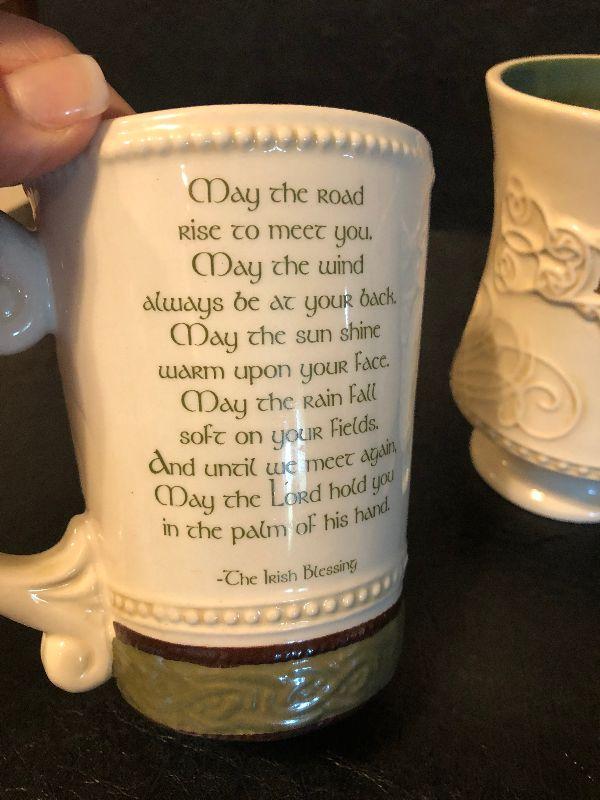 May the road
rise to meet you.
May the wind
always be at your back.
May the sun shine
warm upon your face.
May the rain fall
soft on your fields.
And until we meet again,
May the Lord hold you
in the palm of his hand.
-The Irish Blessing